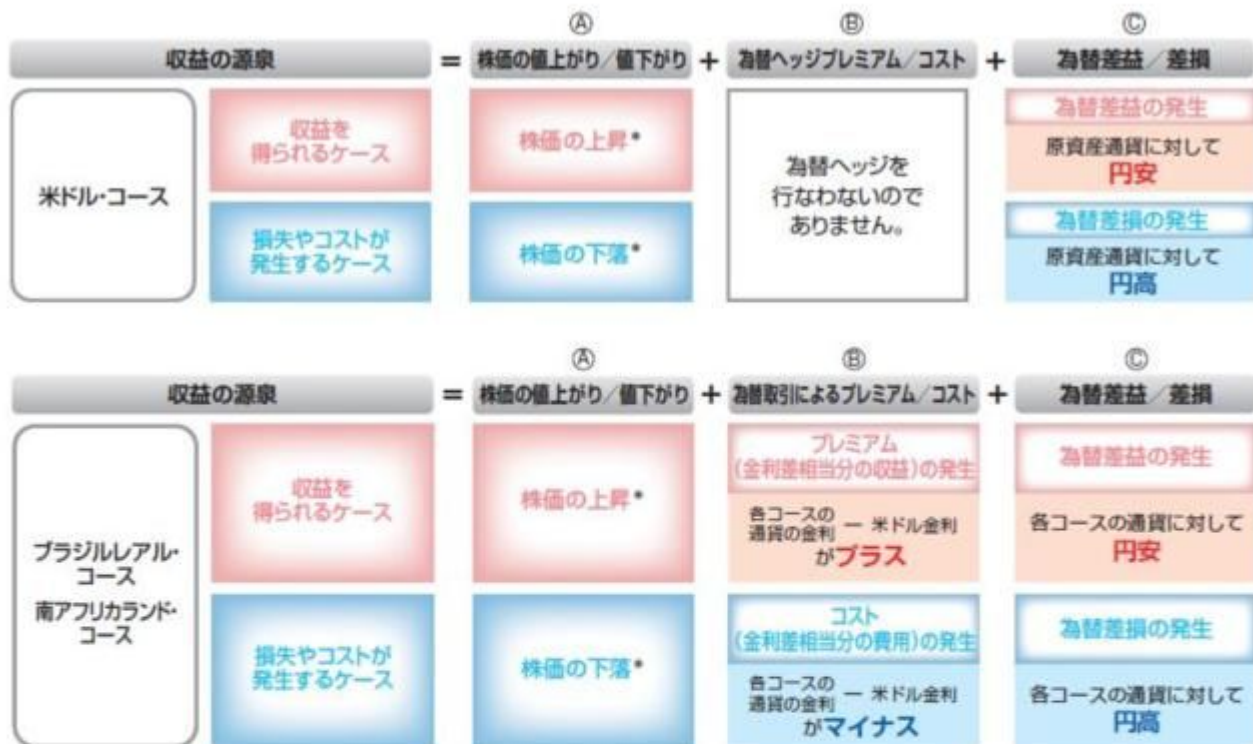 Ⓐ Ⓑ Ⓒ
収益の源泉 = 株価の値上がり/値下がり + 為替ヘッジプレミアム/コスト + 為替差益/差損
米ドル・コース
収益を
得られるケース
株価の上昇*
為替ヘッジを
行なわないので
ありません。
為替差益の発生
原資産通貨に対して
円安
損失やコストが
発生するケース
株価の下落*
為替差損の発生
原資産通貨に対して
円高
Ⓐ Ⓑ Ⓒ
収益の源泉 = 株価の値上がり/値下がり + 為替取引によるプレミアム/コスト + 為替差益/差損
ブラジルレアル・
コース
南アフリカランド・
コース
収益を
得られるケース
株価の上昇*
プレミアム
(金利差相当分の収益)の発生
各コースの
通貨の金利 ー 米ドル金利
がプラス
為替差益の発生
各コースの通貨に対して
円安
損失やコストが
発生するケース
株価の下落*
コスト
(金利差相当分の費用)の発生
各コースの
通貨の金利 ー 米ドル金利
がマイナス
為替差損の発生
各コースの通貨に対して
円高